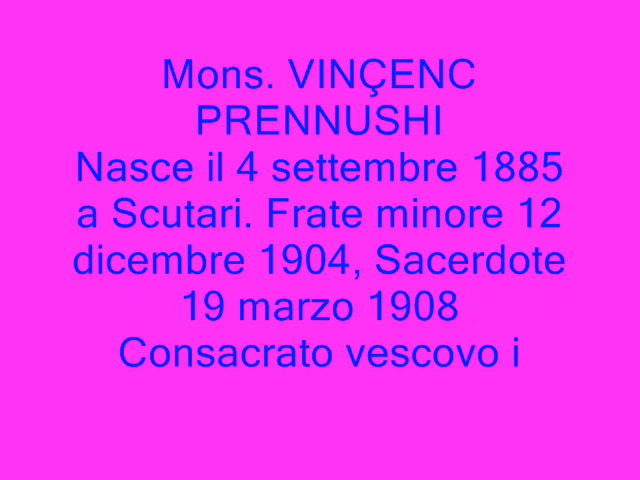 Mons. VINÇENC
PRENNUSHI
Nasce il 4 settembre 1885
a Scutari. Frate minore 12
dicembre 1904, Sacerdote
19 marzo 1908
Consacrato vescovo i